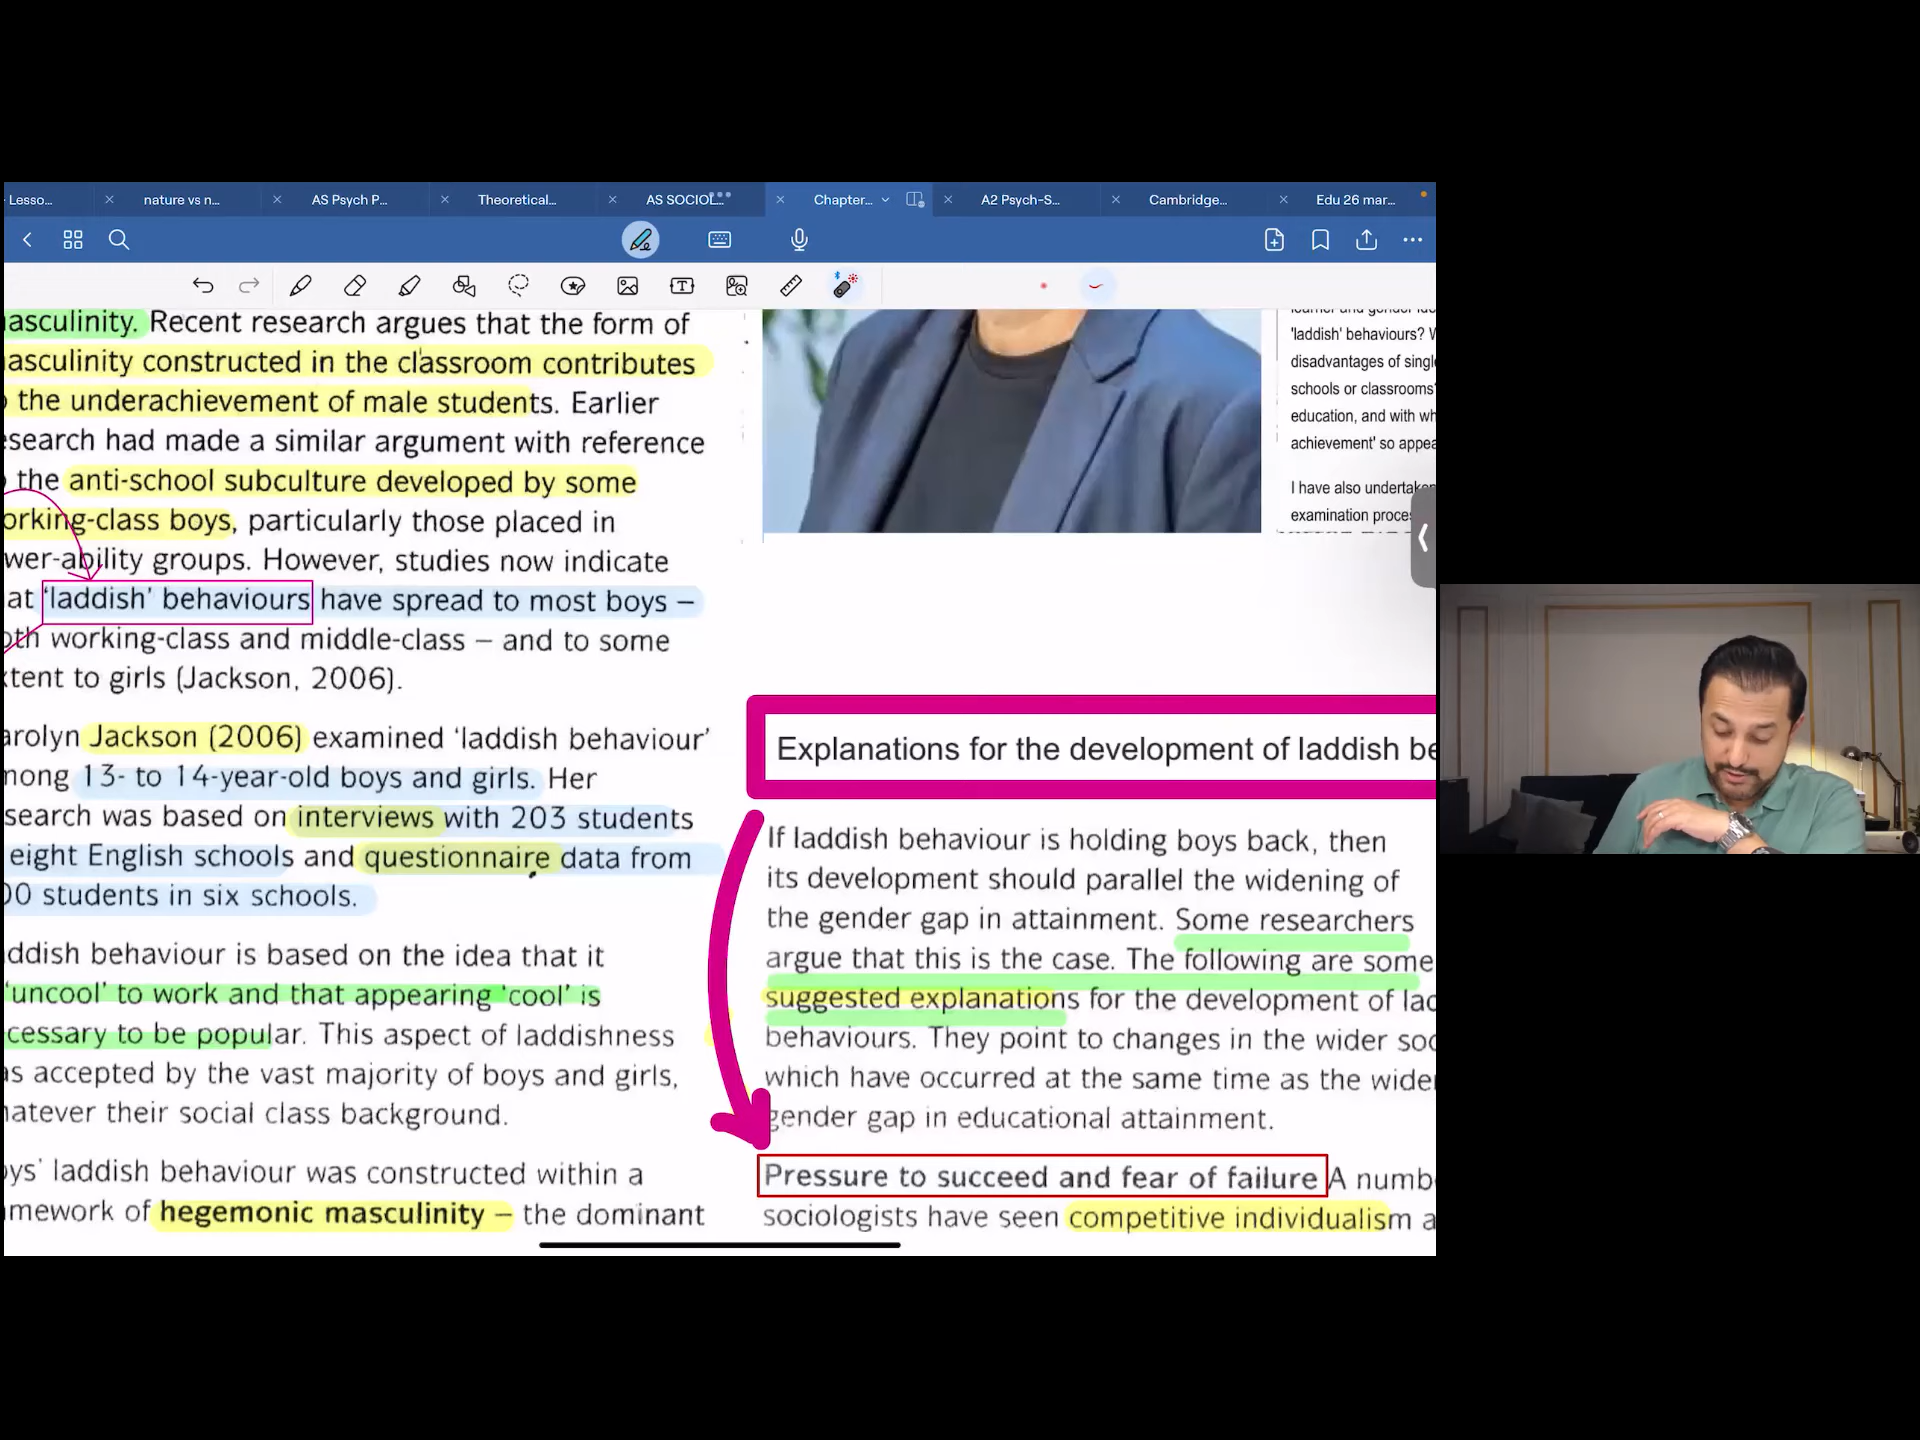 Lesso...
nature vs n...
AS Psych P...
Theoretical...
AS SOCIOL...
Chapter...
A2 Psych-S...
Cambridge...
Edu 26 mar...
asculinity. Recent research argues that the form of
asculinity constructed in the classroom contributes
the underachievement of male students. Earlier
search had made a similar argument with reference
the anti-school subculture developed by some
orking-class boys, particularly those placed in
wer-ability groups. However, studies now indicate
at 'laddish' behaviours have spread to most boys –
oth working-class and middle-class – and to some
tent to girls (Jackson, 2006).
arolyn Jackson (2006) examined 'laddish behaviour'
mong 13- to 14-year-old boys and girls. Her
search was based on interviews with 203 students
eight English schools and questionnaire data from
00 students in six schools.
ddish behaviour is based on the idea that it
'uncool' to work and that appearing 'cool' is
cessary to be popular. This aspect of laddishness
as accepted by the vast majority of boys and girls,
hatever their social class background.
oys' laddish behaviour was constructed within a
mework of hegemonic masculinity – the dominant
'laddish' behaviours? W
disadvantages of singl
schools or classrooms?
education, and with wh
achievement' so appea
I have also undertaken
examination proces
Explanations for the development of laddish be
If laddish behaviour is holding boys back, then
its development should parallel the widening of
the gender gap in attainment. Some researchers
argue that this is the case. The following are some
suggested explanations for the development of lad
behaviours. They point to changes in the wider soc
which have occurred at the same time as the wide
gender gap in educational attainment.
Pressure to succeed and fear of failure A numb
sociologists have seen competitive individualism a